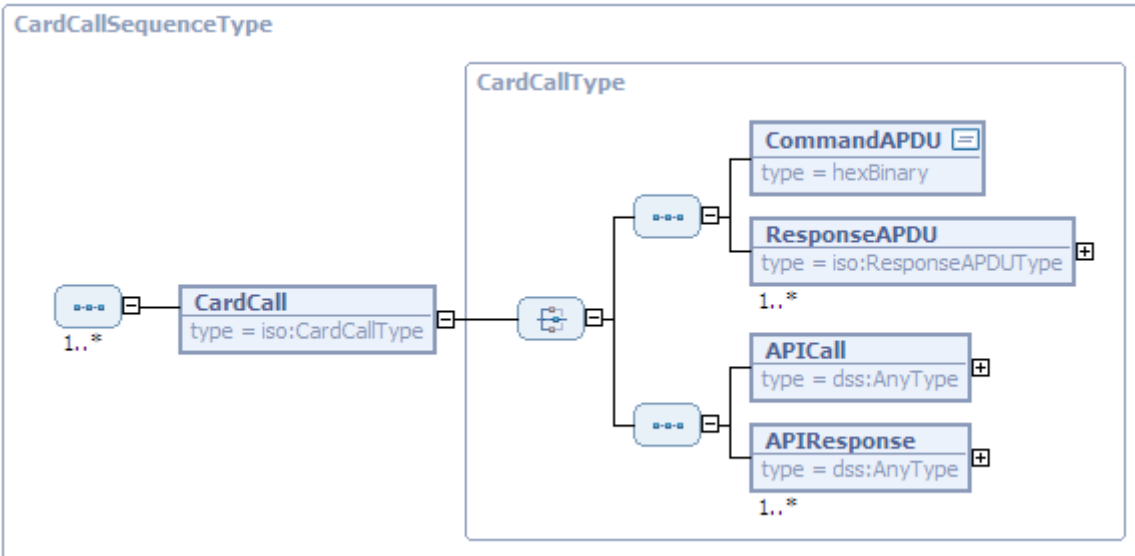 CardCallSequenceType
CardCallType
CommandAPDU
type = hexBinary
ResponseAPDU
type = iso:ResponseAPDUType
1..*
CardCall
type = iso:CardCallType
1..*
APICall
type = dss:AnyType
APIResponse
type = dss:AnyType
1..*